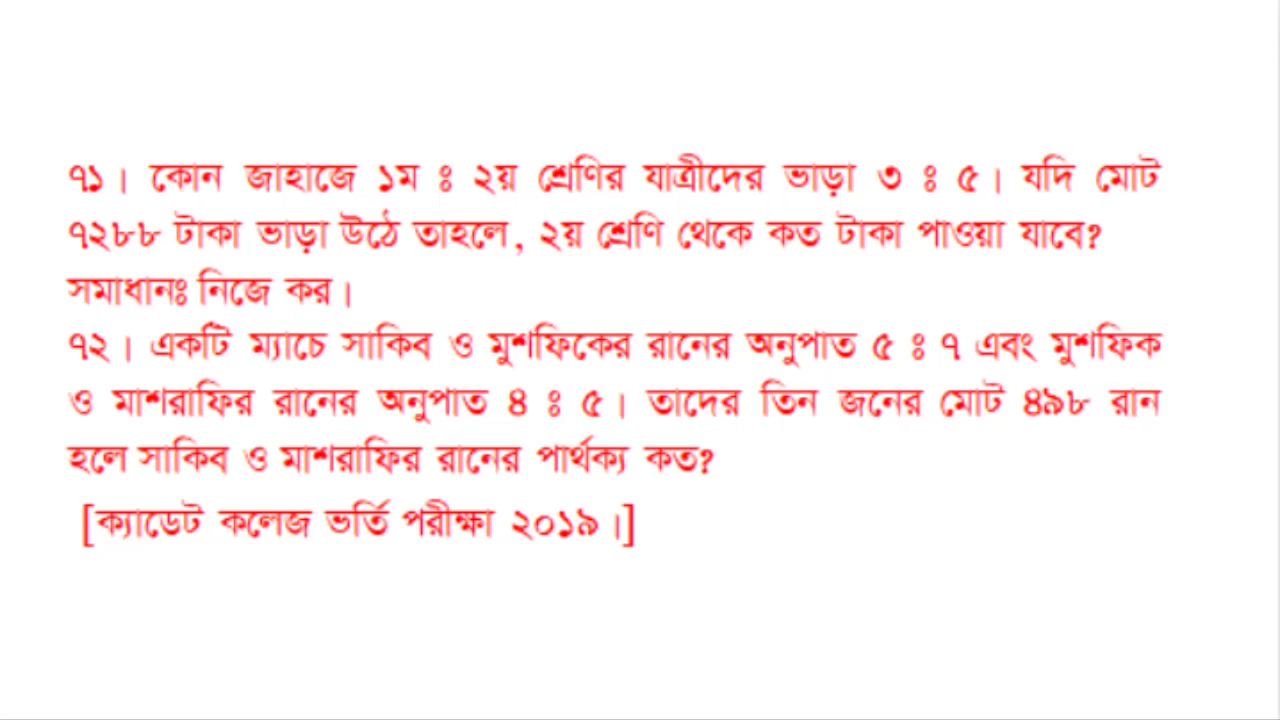 ৭১। কোন জাহাজে ১ম ঃ ২য় শ্রেণির যাত্রীদের ভাড়া ৩ ঃ ৫। যদি মোট
৭২৮৮ টাকা ভাড়া উঠে তাহলে, ২য় শ্রেণি থেকে কত টাকা পাওয়া যাবে?
সমাধানঃ নিজে কর।
৭২। একটি ম্যাচে সাকিব ও মুশফিকের রানের অনুপাত ৫ ঃ ৭ এবং মুশফিক
ও মাশরাফির রানের অনুপাত ৪ ঃ ৫। তাদের তিন জনের মোট ৪৯৮ রান
হলে সাকিব ও মাশরাফির রানের পার্থক্য কত?
[ক্যাডেট কলেজ ভর্তি পরীক্ষা ২০১৯।]